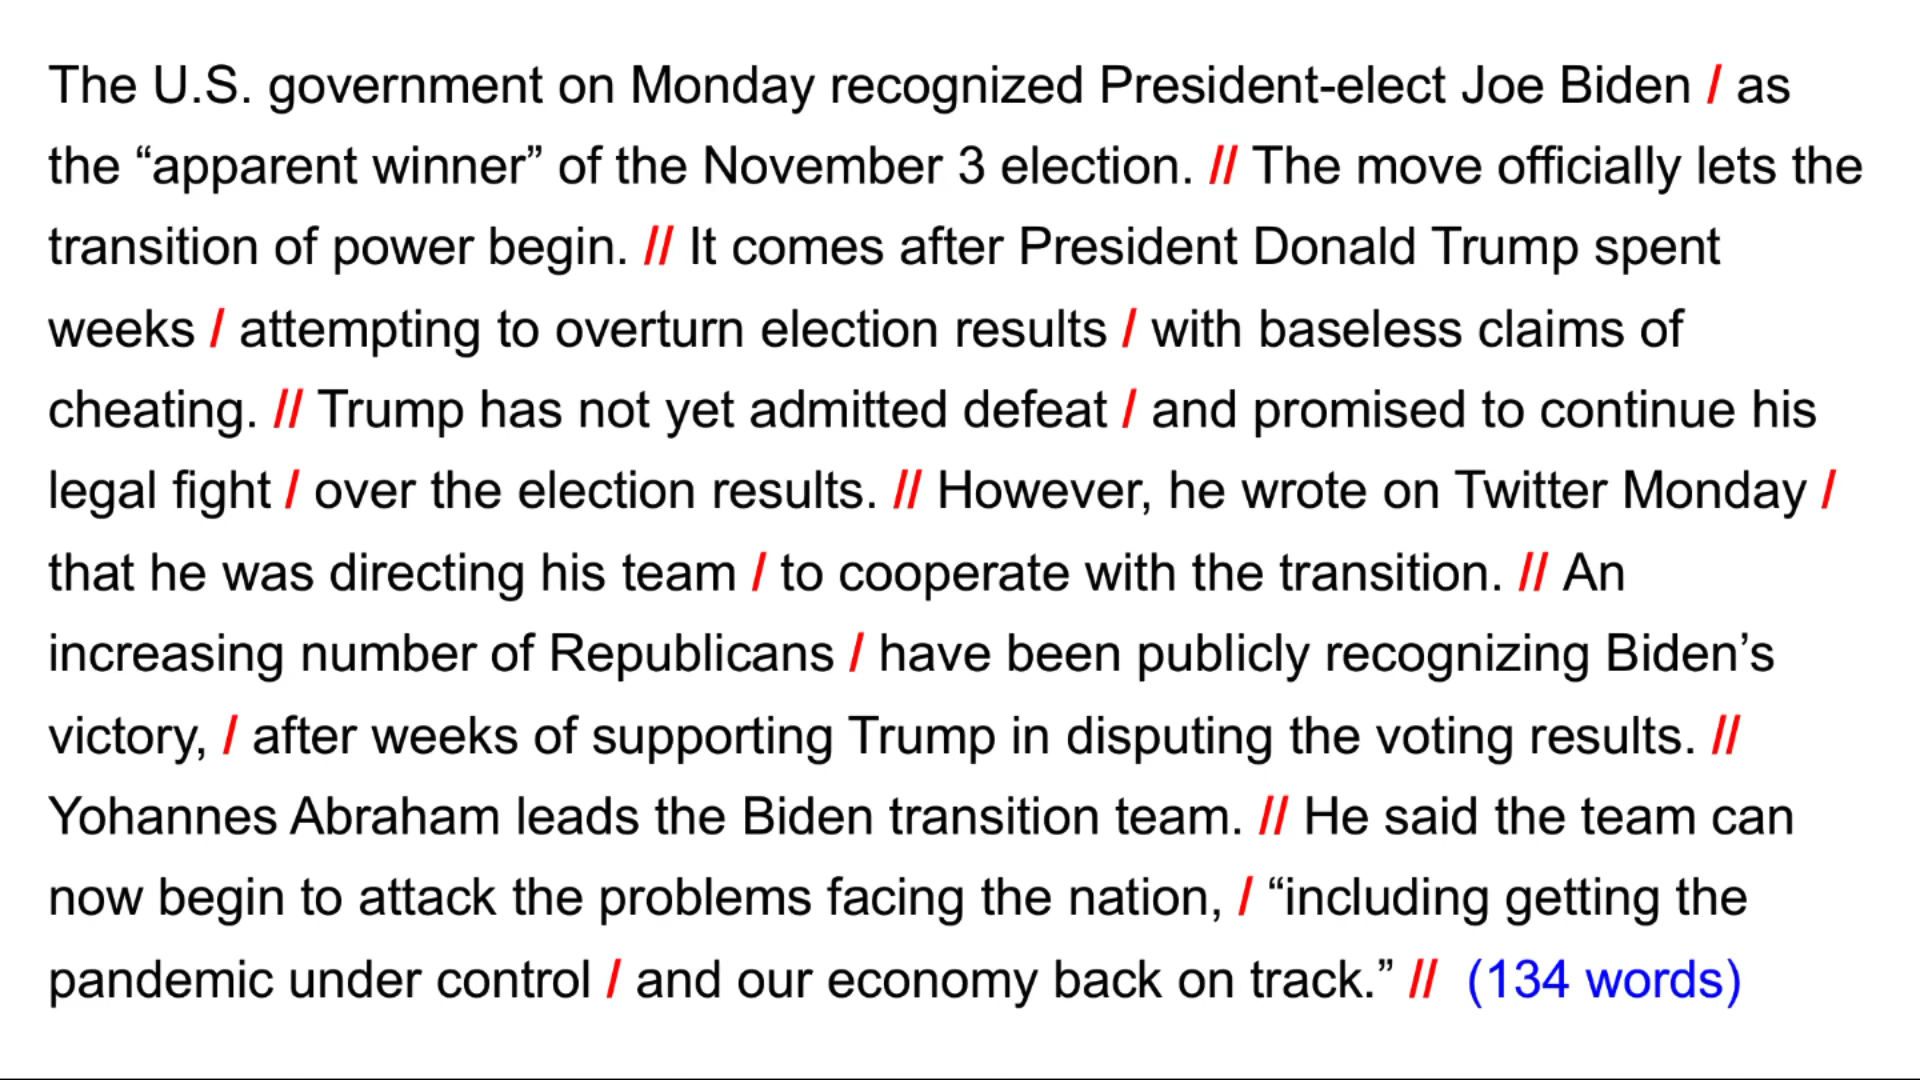 The U.S. government on Monday recognized President-elect Joe Biden / as
the “apparent winner” of the November 3 election. // The move officially lets the
transition of power begin. // It comes after President Donald Trump spent
weeks / attempting to overturn election results / with baseless claims of
cheating. // Trump has not yet admitted defeat / and promised to continue his
legal fight / over the election results. // However, he wrote on Twitter Monday /
that he was directing his team / to cooperate with the transition. // An
increasing number of Republicans / have been publicly recognizing Biden’s
victory, / after weeks of supporting Trump in disputing the voting results. //
Yohannes Abraham leads the Biden transition team. // He said the team can
now begin to attack the problems facing the nation, / “including getting the
pandemic under control / and our economy back on track.” // (134 words)